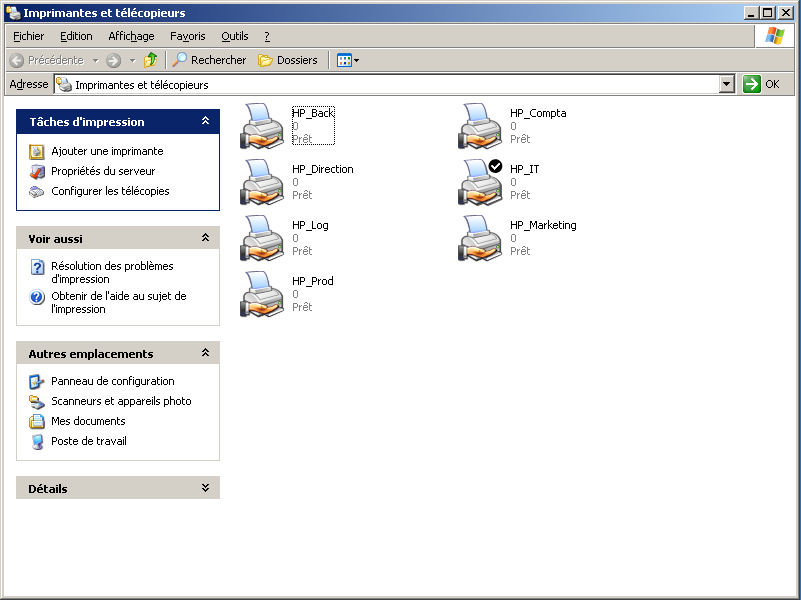 Imprimantes et télécopieurs
Fichier Edition Affichage Favoris Outils ?
Précédente Rechercher Dossiers
Adresse Imprimantes et télécopieurs OK
Tâches d'impression
Ajouter une imprimante
Propriétés du serveur
Configurer les télécopies
Voir aussi
Résolution des problèmes
d'impression
Obtenir de l'aide au sujet de
l'impression
Autres emplacements
Panneau de configuration
Scanneurs et appareils photo
Mes documents
Poste de travail
Détails
HP_Back
0
Prêt
HP_Compta
0
Prêt
HP_Direction
0
Prêt
HP_IT
0
Prêt
HP_Log
0
Prêt
HP_Marketing
0
Prêt
HP_Prod
0
Prêt